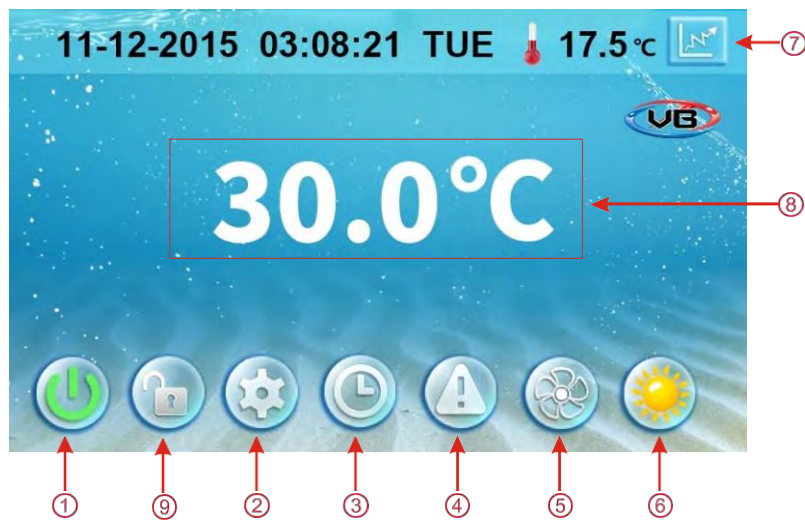 11-12-2015 03:08:21 TUE 17.5 ℃
⑦
VB
30.0℃
⑧
① ⑨ ② ③ ④ ⑤ ⑥